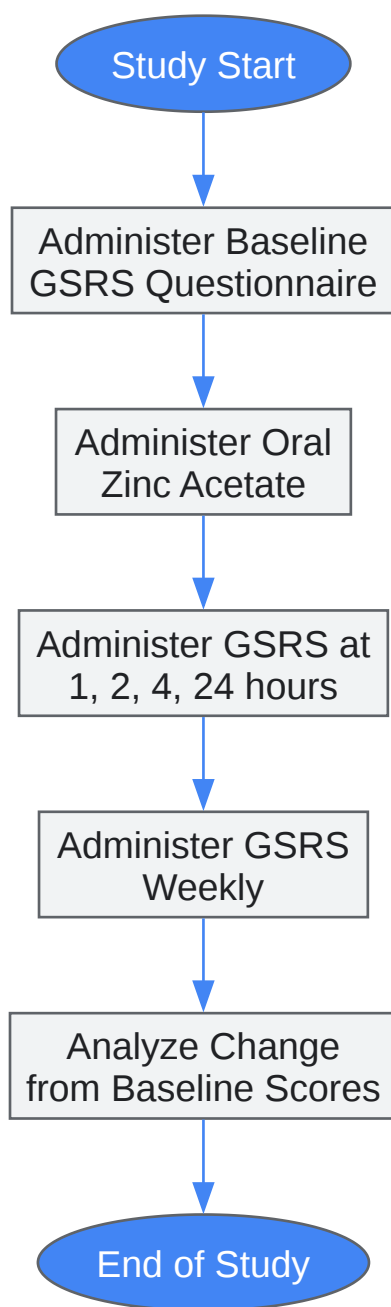 Study Start
Administer Baseline
GSRS Questionnaire
Administer Oral
Zinc Acetate
Administer GSRS at
1, 2, 4, 24 hours
Administer GSRS
Weekly
Analyze Change
from Baseline Scores
End of Study